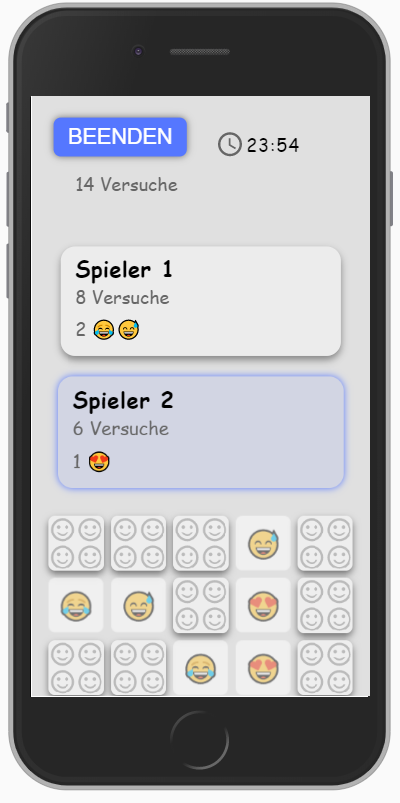 BEENDEN
23:54
14 Versuche
Spieler 1
8 Versuche
2 😂😅
Spieler 2
6 Versuche
1 😍